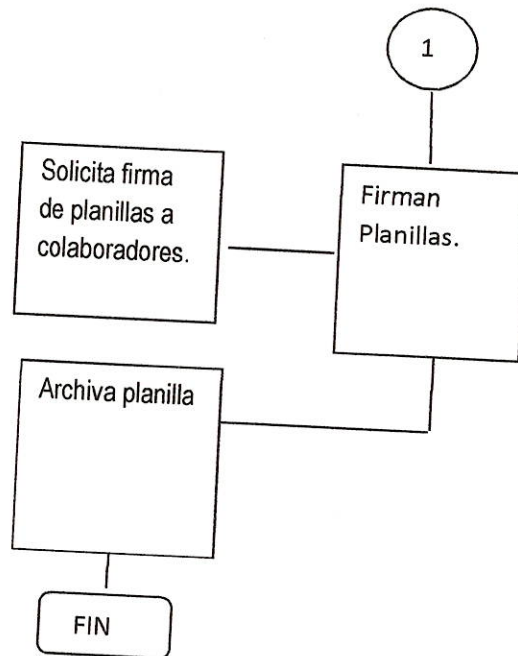 1
Solicita firma
de planillas a
colaboradores.
Firman
Planillas.
Archiva planilla
FIN